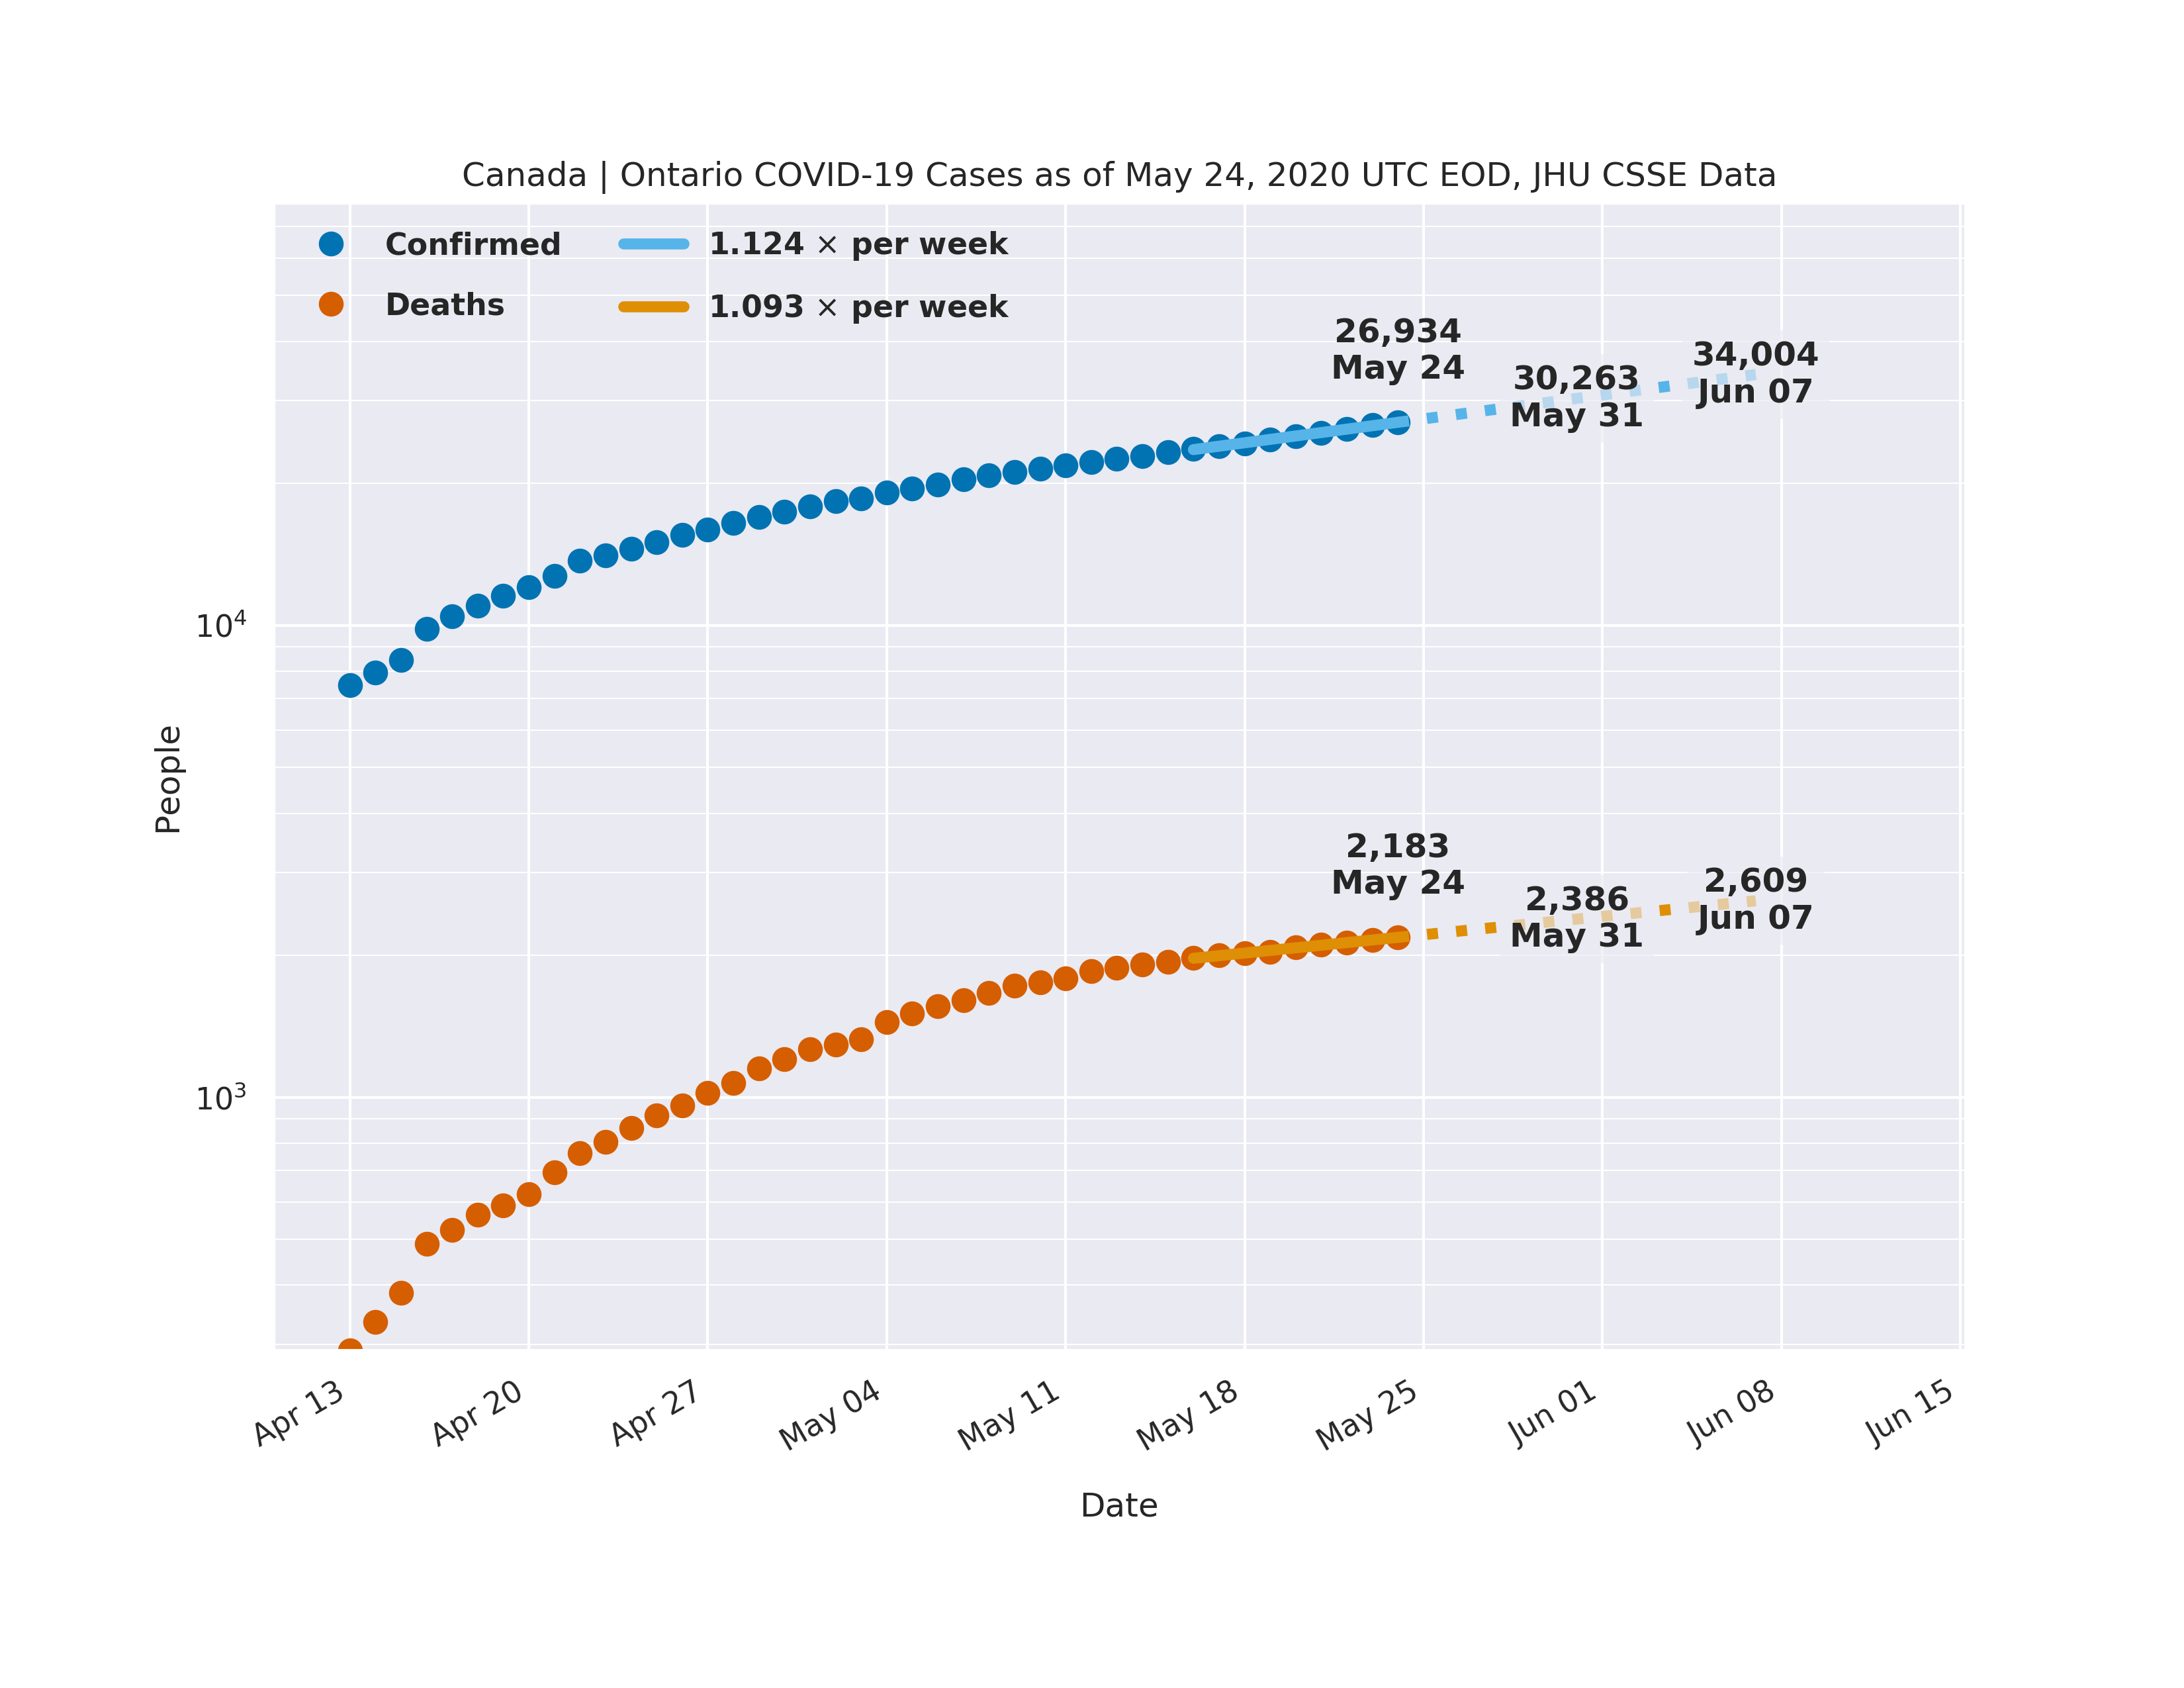 Canada | Ontario COVID-19 Cases as of May 24, 2020 UTC EOD, JHU CSSE Data
Confirmed
Deaths
1.124 × per week
1.093 × per week
26,934
May 24
30,263
May 31
34,004
Jun 07
2,183
May 24
2,386
May 31
2,609
Jun 07
People
10⁴
10³
Apr 13
Apr 20
Apr 27
May 04
May 11
May 18
May 25
Jun 01
Jun 08
Jun 15
Date